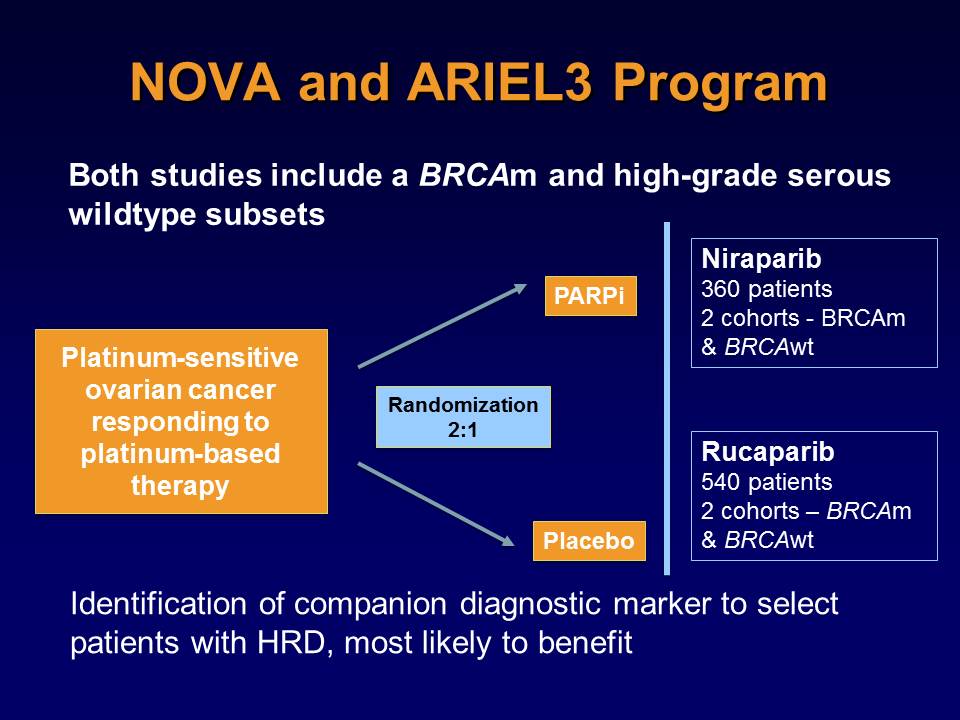 NOVA and ARIEL3 Program
Both studies include a BRCAm and high-grade serous
wildtype subsets
Platinum-sensitive
ovarian cancer
responding to
platinum-based
therapy
PARPi
Randomization
2:1
Placebo
Niraparib
360 patients
2 cohorts - BRCAm
& BRCAwt
Rucaparib
540 patients
2 cohorts – BRCAm
& BRCAwt
Identification of companion diagnostic marker to select
patients with HRD, most likely to benefit